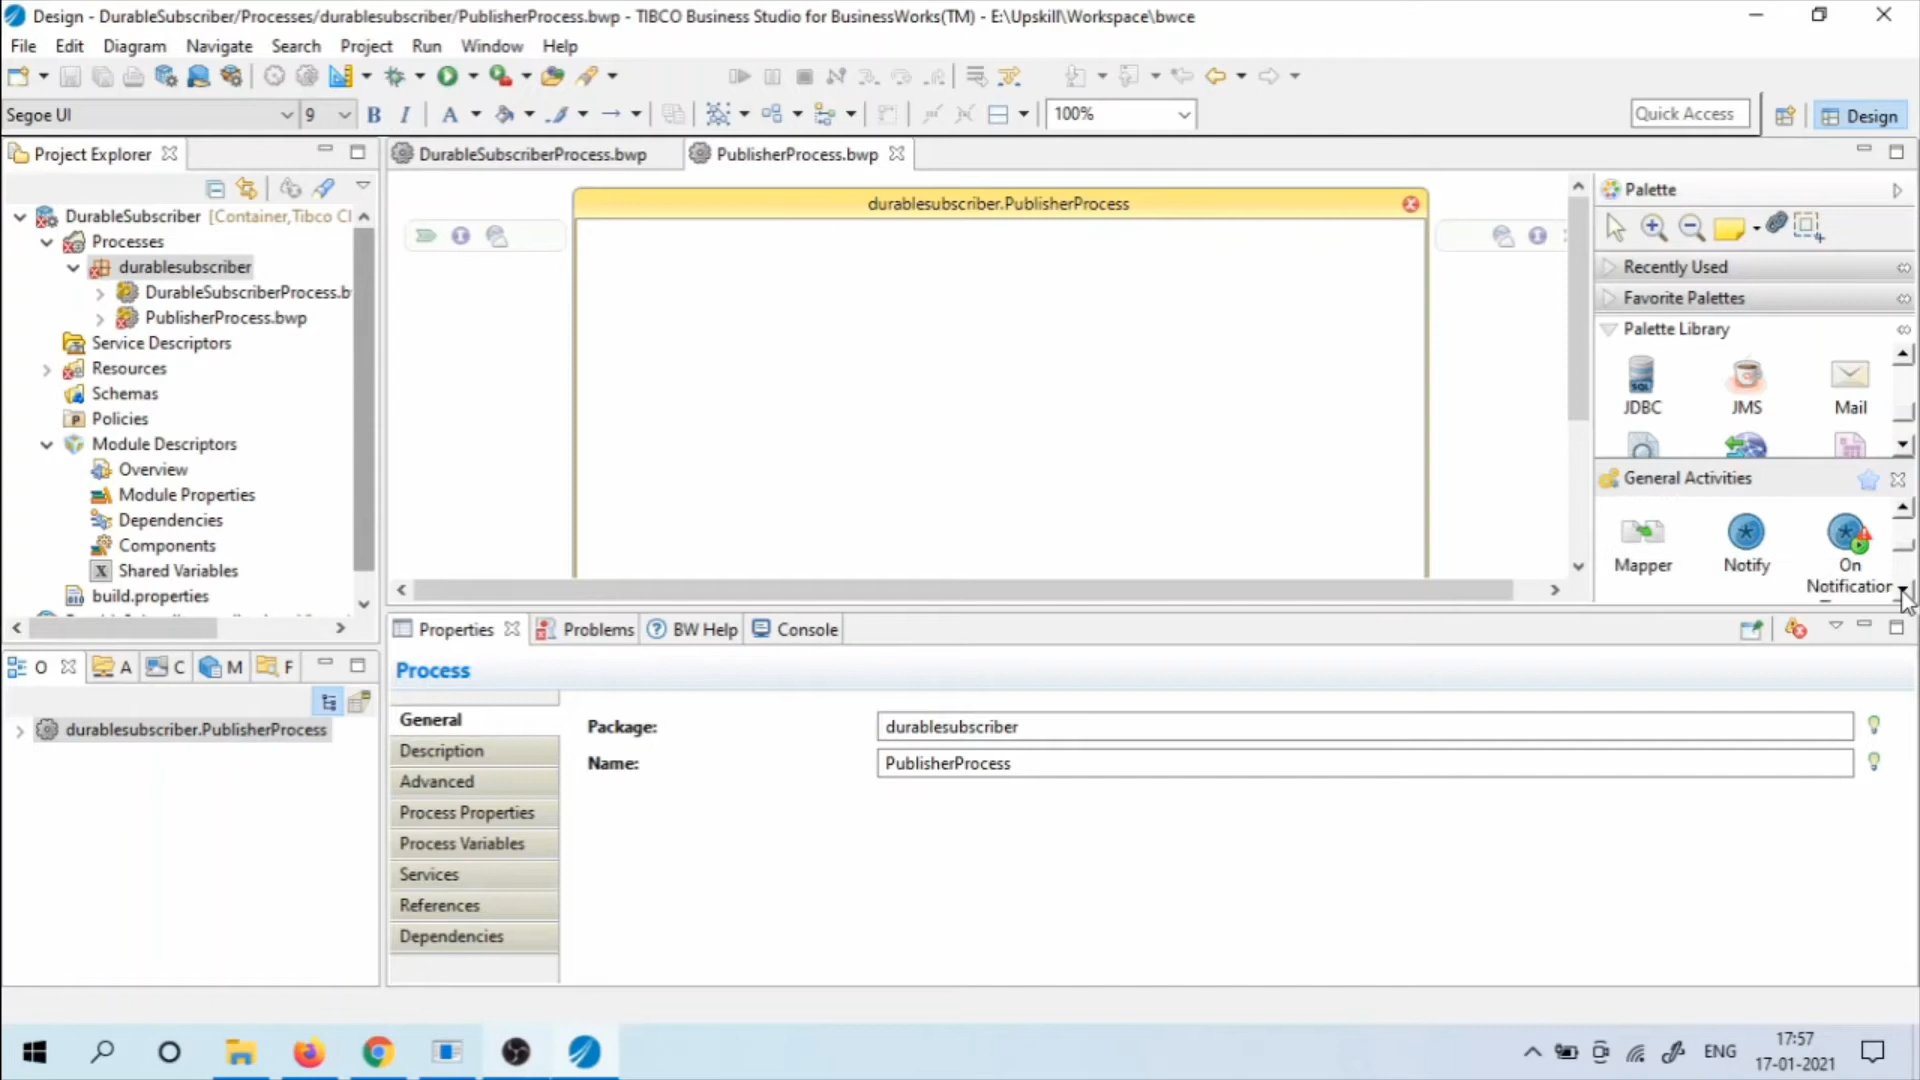 Design - DurableSubscriber/Processes/durablesubscriber/PublisherProcess.bwp - TIBCO Business Studio for BusinessWorks(TM) - E:\Upskill\Workspace\bwce
File Edit Diagram Navigate Search Project Run Window Help
Segoe UI 9 B I A 100% Quick Access Design
Project Explorer
DurableSubscriberProcess.bwp
PublisherProcess.bwp
DurableSubscriber [Container,Tibco Cl
Processes
durablesubscriber
DurableSubscriberProcess.b
PublisherProcess.bwp
Service Descriptors
Resources
Schemas
Policies
Module Descriptors
Overview
Module Properties
Dependencies
Components
X Shared Variables
build.properties
durablesubscriber.PublisherProcess
Palette
Recently Used
Favorite Palettes
Palette Library
SQL
JDBC JMS Mail
General Activities
Mapper Notify On
Notification
O A C M F
durablesubscriber.PublisherProcess
Properties Problems BW Help Console
Process
General
Description
Advanced
Process Properties
Process Variables
Services
References
Dependencies
Package: durablesubscriber
Name: PublisherProcess
ENG
17:57
17-01-2021